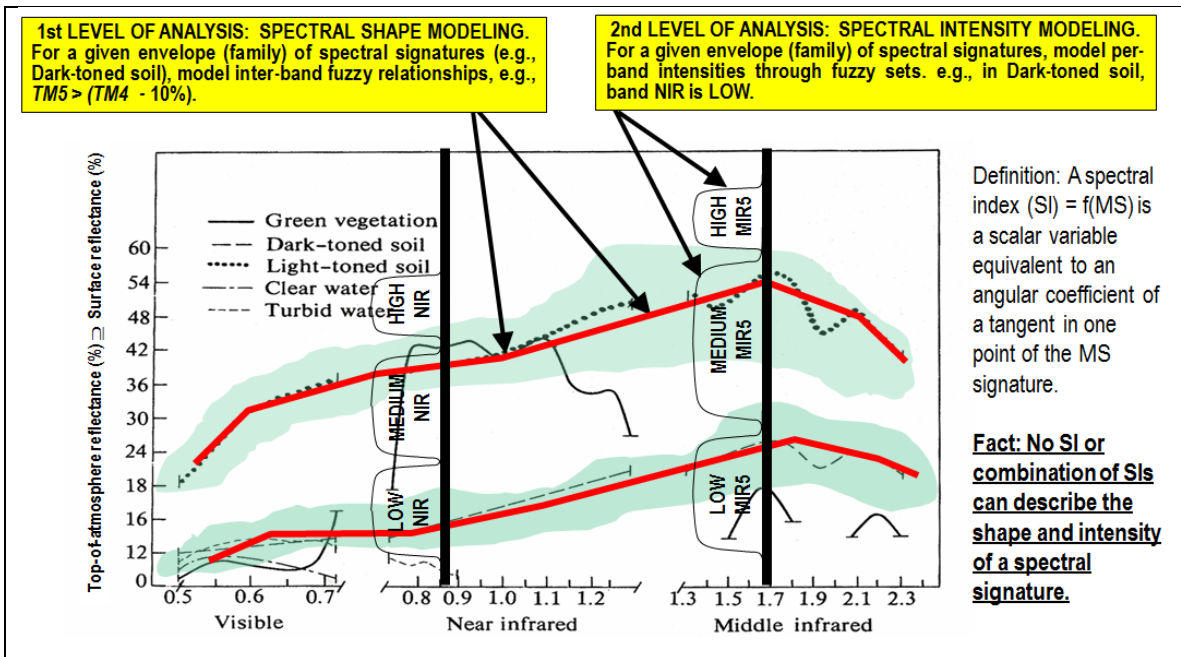 1st LEVEL OF ANALYSIS: SPECTRAL SHAPE MODELING.
For a given envelope (family) of spectral signatures (e.g.,
Dark-toned soil), model inter-band fuzzy relationships, e.g.,
TM5 > (TM4 - 10%).
2nd LEVEL OF ANALYSIS: SPECTRAL INTENSITY MODELING.
For a given envelope (family) of spectral signatures, model per-
band intensities through fuzzy sets. e.g., in Dark-toned soil,
band NIR is LOW.
Top-of-atmosphere reflectance (%) ⊇ Surface reflectance (%)
60
54
48
42
36
30
24
18
16
12
0
Green vegetation
Dark-toned soil
Light-toned soil
Clear water
Turbid water
HIGH
NIR
MEDIUM
NIR
LOW
NIR
HIGH
MIR5
MEDIUM
MIR5
LOW
MIR5
0.5 0.6 0.7 0.8 0.9 1.0 1.1 1.2 1.3 1.5 1.7 1.9 2.1 2.3
Visible Near infrared Middle infrared
Definition: A spectral
index (SI) = f(MS) is
a scalar variable
equivalent to an
angular coefficient of
a tangent in one
point of the MS
signature.
Fact: No SI or
combination of SIs
can describe the
shape and intensity
of a spectral
signature.